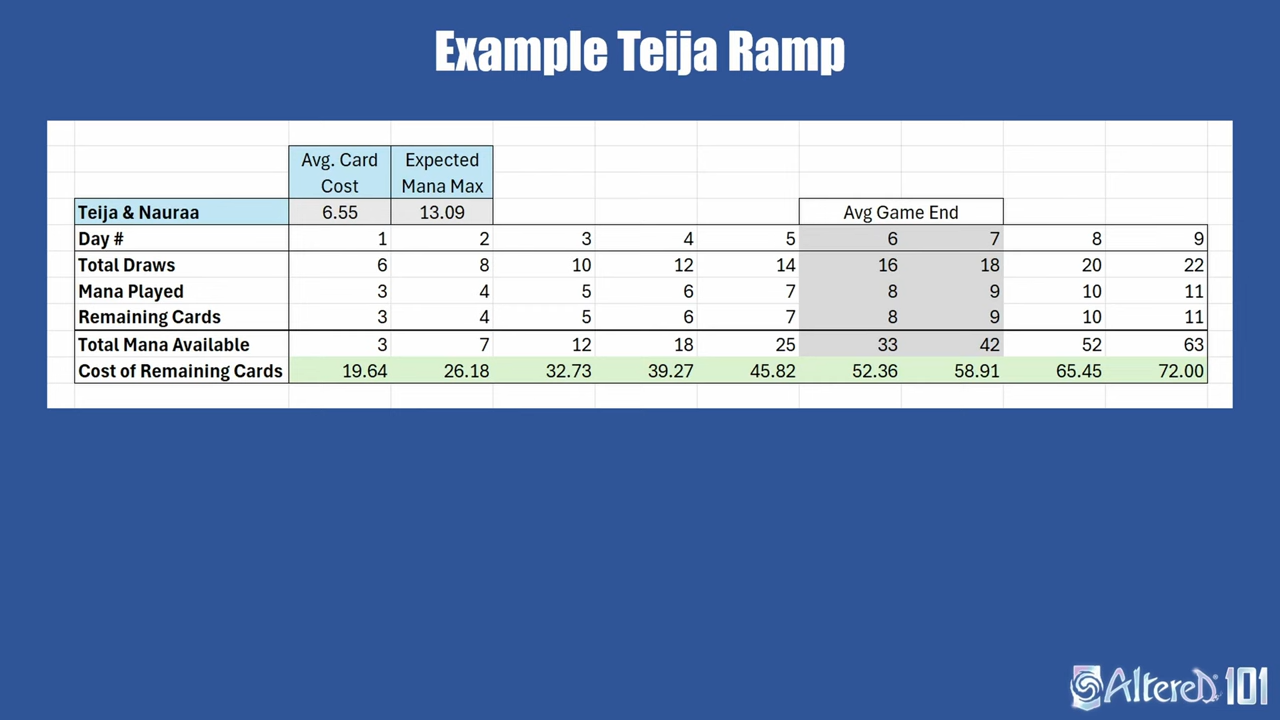 Example Teija Ramp
Avg. Card Cost Expected Mana Max
Teija & Nauraa 6.55 13.09 Avg Game End
Day # 1 2 3 4 5 6 7 8 9
Total Draws 6 8 10 12 14 16 18 20 22
Mana Played 3 4 5 6 7 8 9 10 11
Remaining Cards 3 4 5 6 7 8 9 10 11
Total Mana Available 3 7 12 18 25 33 42 52 63
Cost of Remaining Cards 19.64 26.18 32.73 39.27 45.82 52.36 58.91 65.45 72.00
Altered 101